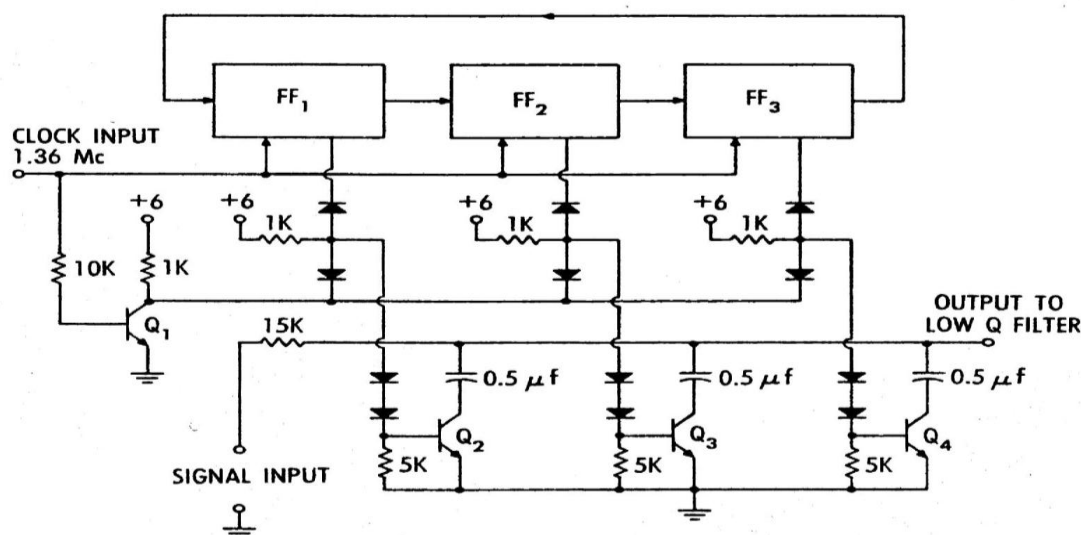 FF1
FF2
FF3
CLOCK INPUT
1.36 Mc
+6
+6
+6
+6
1K
1K
1K
10K
1K
Q1
15K
OUTPUT TO
LOW Q FILTER
0.5 μf
0.5 μf
0.5 μf
Q2
Q3
Q4
5K
5K
5K
SIGNAL INPUT